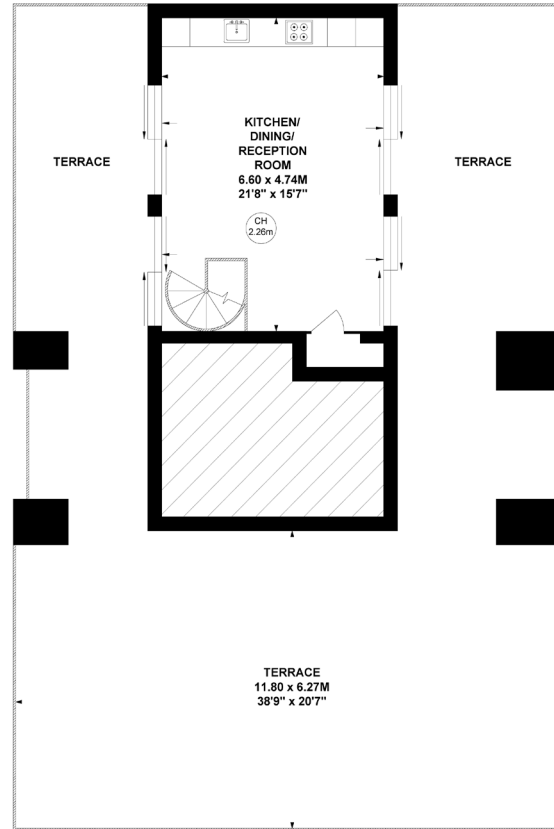 KITCHEN/
DINING/
RECEPTION
ROOM
6.60 x 4.74M
21'8" x 15'7"
TERRACE
TERRACE
CH
2.26m
TERRACE
11.80 x 6.27M
38'9" x 20'7"